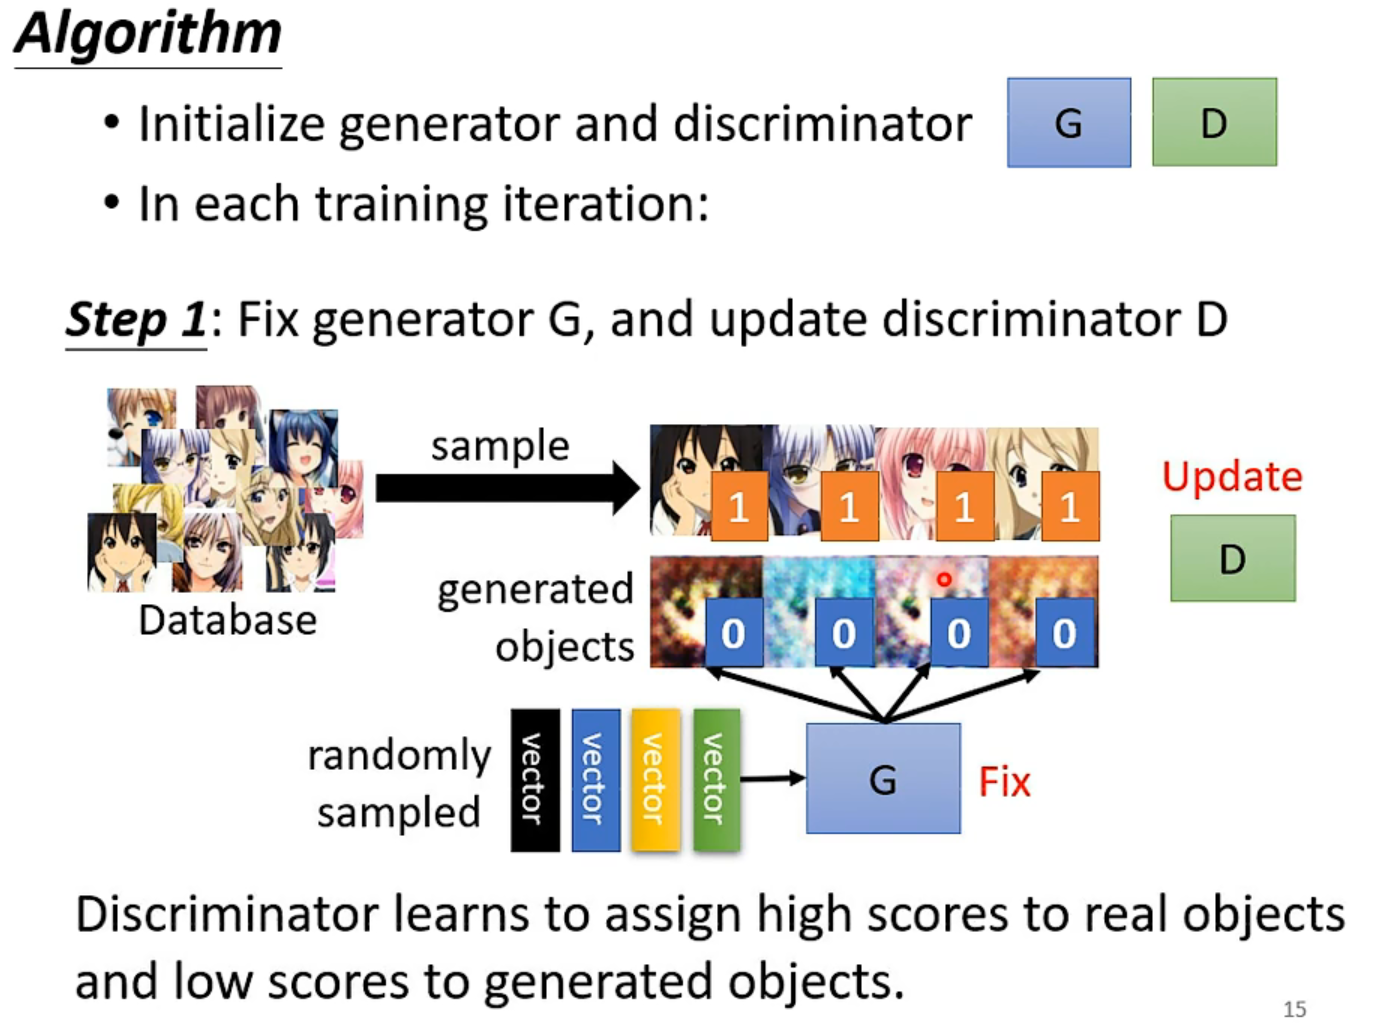 Algorithm
• Initialize generator and discriminator G D
• In each training iteration:
Step 1: Fix generator G, and update discriminator D
sample
1 1 1 1
Update
D
Database
generated
objects
0 0 0 0
randomly
sampled
vector vector vector vector
G
Fix
Discriminator learns to assign high scores to real objects
and low scores to generated objects.
15